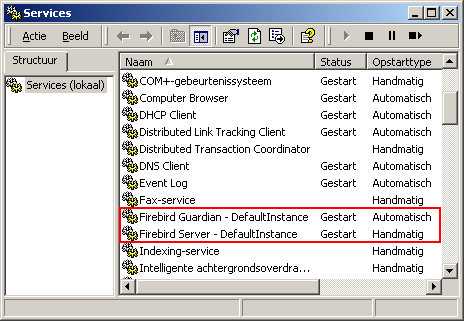 Services
Actie Beeld
Structuur
Services (lokaal)
Naam Status Opstarttype
COM+-gebeurtenissysteem Gestart Handmatig
Computer Browser Gestart Automatisch
DHCP Client Gestart Automatisch
Distributed Link Tracking Client Gestart Automatisch
Distributed Transaction Coordinator Handmatig
DNS Client Gestart Automatisch
Event Log Gestart Automatisch
Fax-service Handmatig
Firebird Guardian - DefaultInstance Gestart Automatisch
Firebird Server - DefaultInstance Gestart Handmatig
Indexing-service Handmatig
Intelligente achtergrondsoverdra... Handmatig